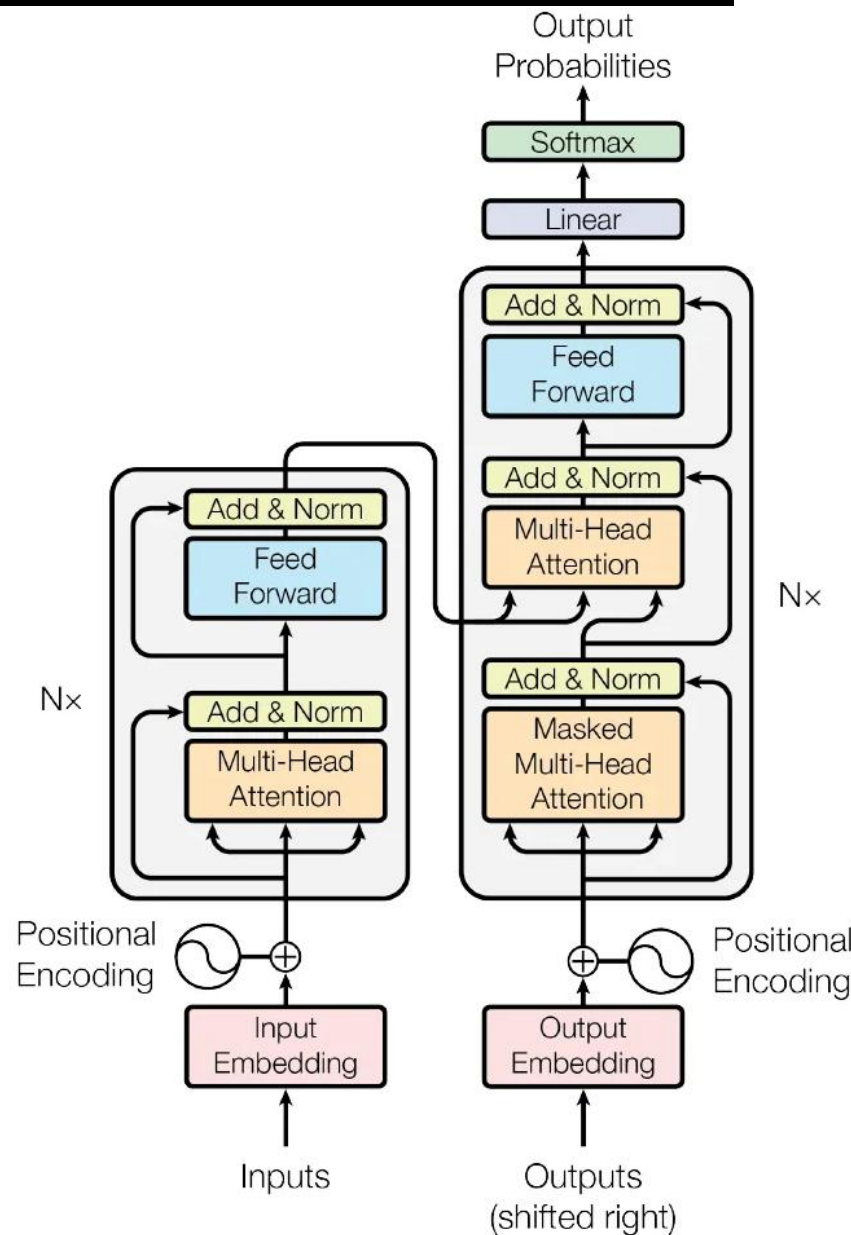 Output
Probabilities
Softmax
Linear
Add & Norm
Feed
Forward
Add & Norm
Multi-Head
Attention
Nx
Add & Norm
Masked
Multi-Head
Attention
Add & Norm
Feed
Forward
Nx
Add & Norm
Multi-Head
Attention
Positional
Encoding
Positional
Encoding
Input
Embedding
Output
Embedding
Inputs
Outputs
(shifted right)